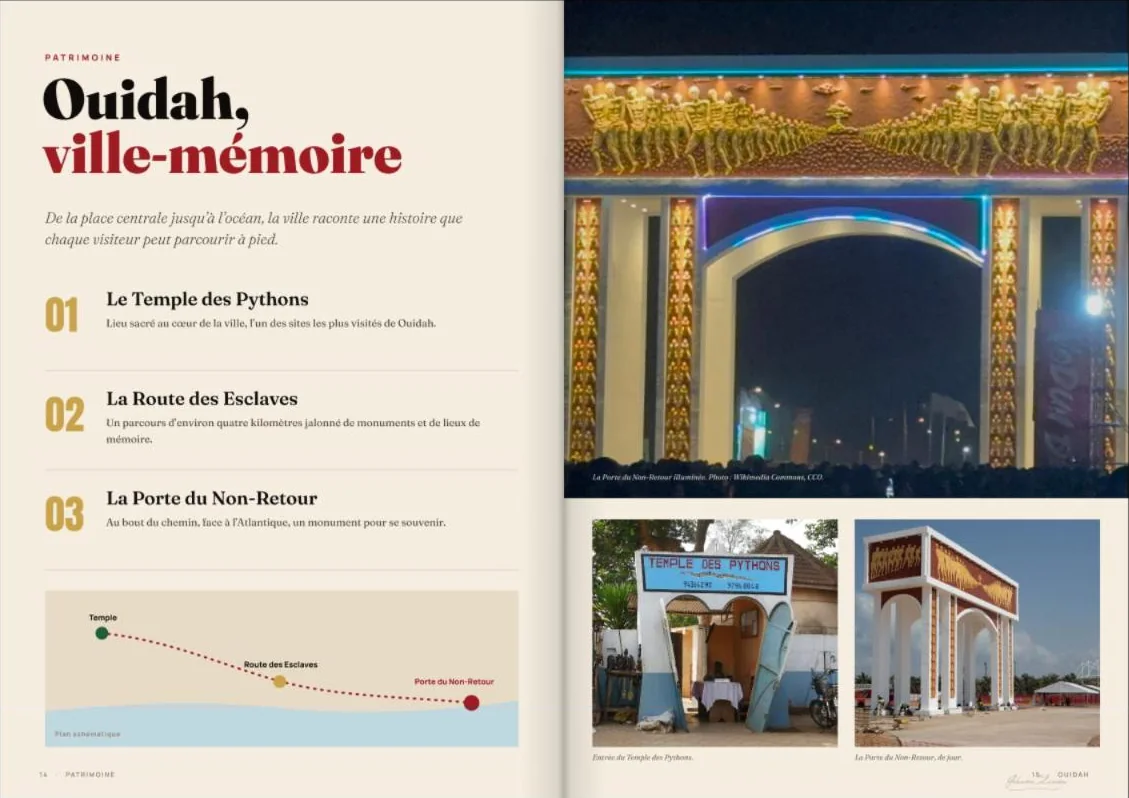 PATRIMOINE
Ouidah,
ville-mémoire
De la place centrale jusqu'à l'océan, la ville raconte une histoire que
chaque visiteur peut parcourir à pied.
01
Le Temple des Pythons
Lieu sacré au cœur de la ville, l'un des sites les plus visités de Ouidah.
02
La Route des Esclaves
Un parcours d'environ quatre kilomètres jalonné de monuments et de lieux de
mémoire.
03
La Porte du Non-Retour
Au bout du chemin, face à l'Atlantique, un monument pour se souvenir.
Temple
Route des Esclaves
Porte du Non-Retour
Plan schématique
14 · PATRIMOINE
La Porte du Non-Retour illuminée. Photo : Wikimedia Commons, CC0.
TEMPLE DES PYTHONS
Entrée du Temple des Pythons.
La Porte du Non-Retour, de jour.
15 OUIDAH